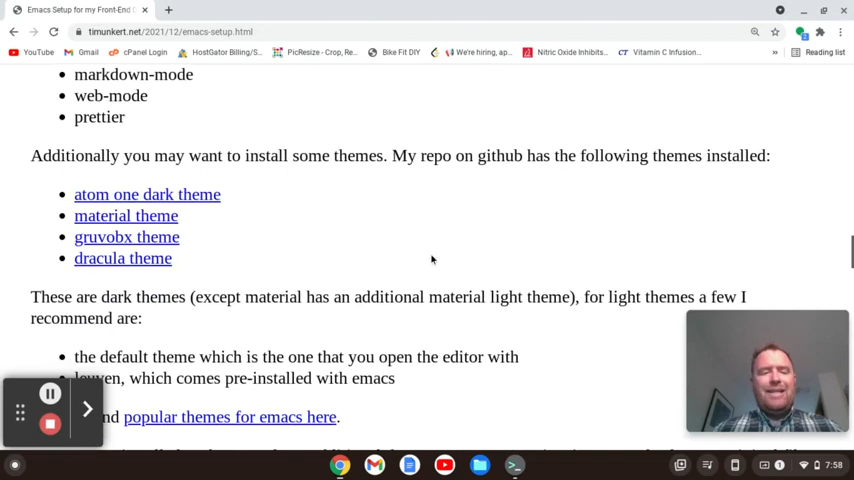 Emacs Setup for my Front-End D
timunkert.net/2021/12/emacs-setup.html
YouTube
Gmail
cPanel Login
HostGator Billing/S...
PicResize - Crop, Re...
Bike Fit DIY
We're hiring, ap...
Nitric Oxide Inhibits...
CT Vitamin C Infusion...
»
Reading list
markdown-mode
web-mode
prettier
Additionally you may want to install some themes. My repo on github has the following themes installed:
atom one dark theme
material theme
gruvobx theme
dracula theme
These are dark themes (except material has an additional material light theme), for light themes a few I
recommend are:
the default theme which is the one that you open the editor with
leuven, which comes pre-installed with emacs
nd popular themes for emacs here.
1
7:58